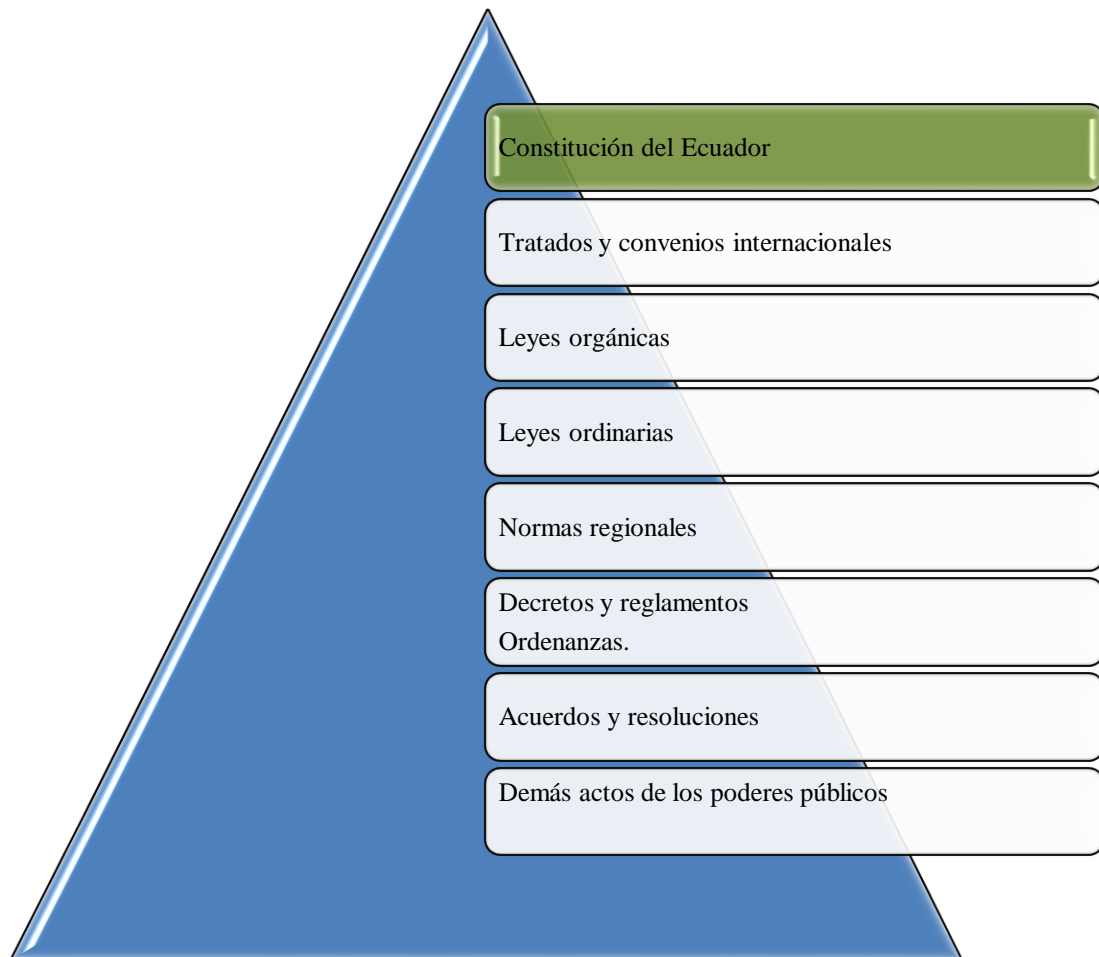 Constitución del Ecuador
Tratados y convenios internacionales
Leyes orgánicas
Leyes ordinarias
Normas regionales
Decretos y reglamentos
Ordenanzas.
Acuerdos y resoluciones
Demás actos de los poderes públicos